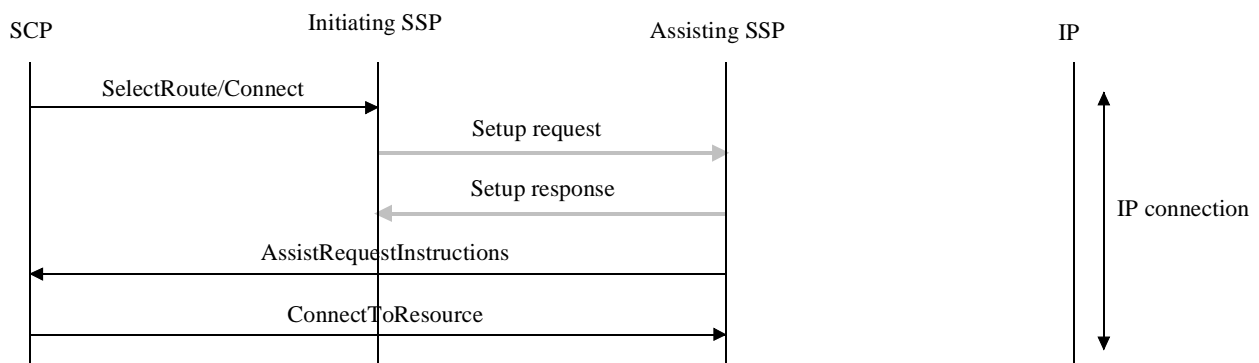 SCP
Initiating SSP
Assisting SSP
IP
SelectRoute/Connect
Setup request
Setup response
IP connection
AssistRequestInstructions
ConnectToResource